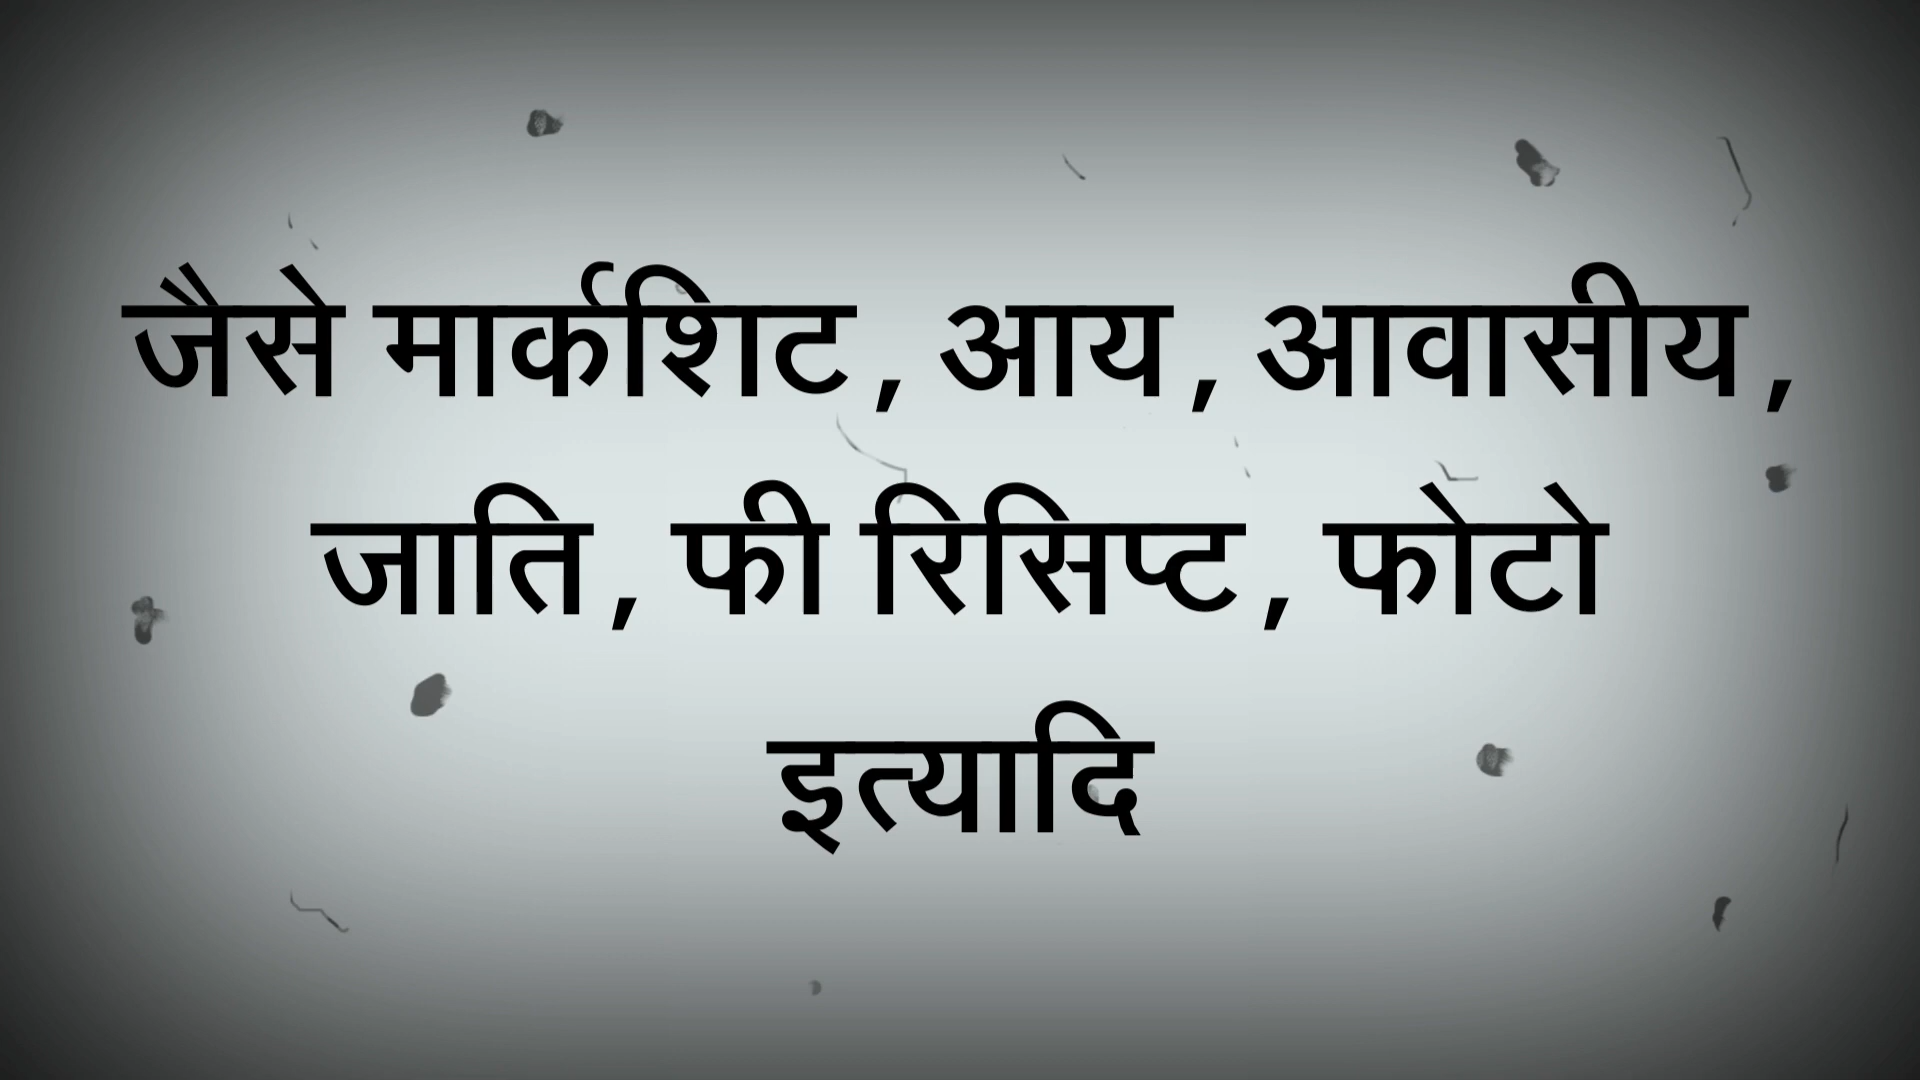 जैसे मार्कशिट, आय, आवासीय,
जाति, फी रिसिप्ट, फोटो
इत्यादि